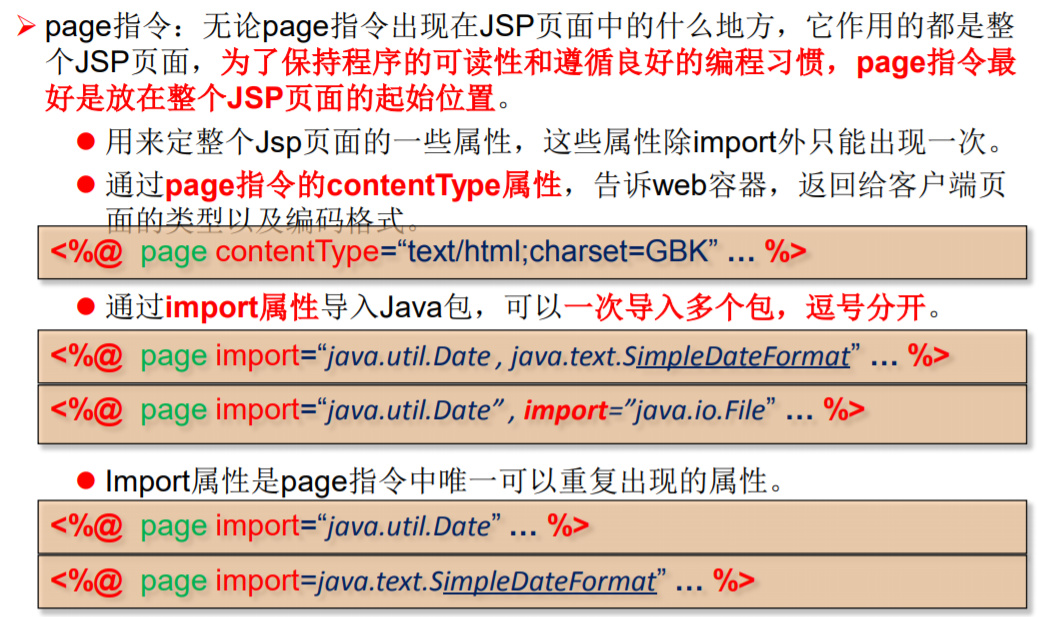 ➢ page指令：无论page指令出现在JSP页面中的什么地方，它作用的都是整
个JSP页面，为了保持程序的可读性和遵循良好的编程习惯，page指令最
好是放在整个JSP页面的起始位置。
● 用来定整个Jsp页面的一些属性，这些属性除import外只能出现一次。
● 通过page指令的contentType属性，告诉web容器，返回给客户端页
面的类型以及编码格式。
<%@ page contentType=“text/html;charset=GBK” … %>
● 通过import属性导入Java包，可以一次导入多个包，逗号分开。
<%@ page import=“java.util.Date , java.text.SimpleDateFormat” … %>
<%@ page import=“java.util.Date” , import=”java.io.File” … %>
● Import属性是page指令中唯一可以重复出现的属性。
<%@ page import=“java.util.Date” … %>
<%@ page import=java.text.SimpleDateFormat” … %>